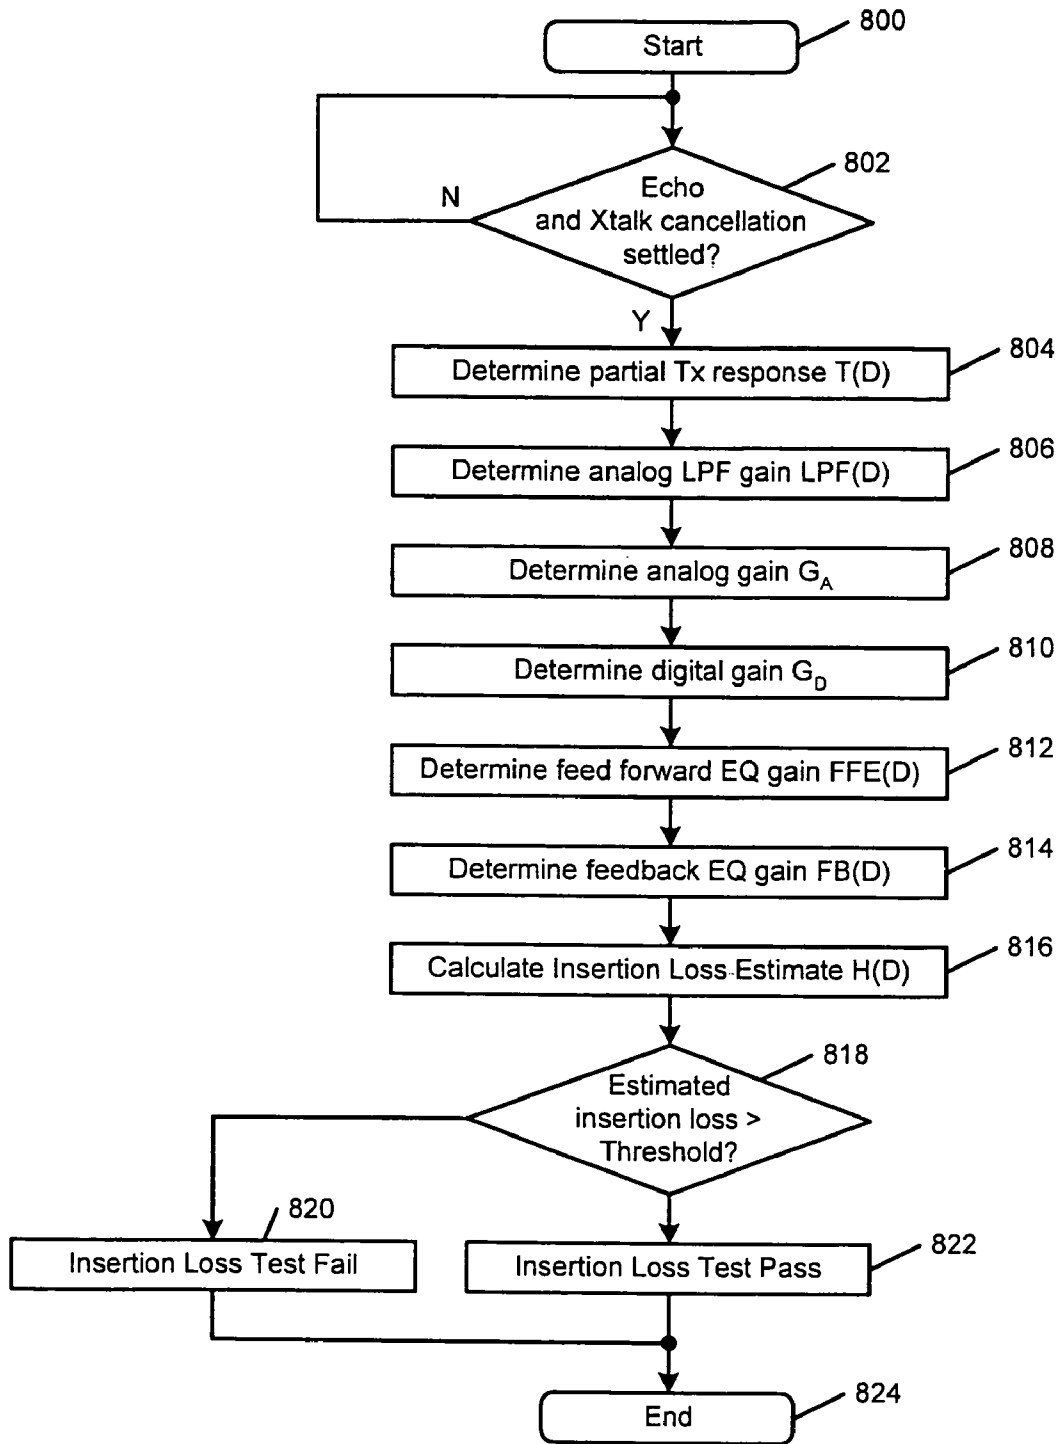 Start
800
Echo
and Xtalk cancellation
settled?
802
N
Y
Determine partial Tx response T(D)
804
Determine analog LPF gain LPF(D)
806
Determine analog gain G_A
808
Determine digital gain G_D
810
Determine feed forward EQ gain FFE(D)
812
Determine feedback EQ gain FB(D)
814
Calculate Insertion Loss Estimate H(D)
816
Estimated
insertion loss >
Threshold?
818
Insertion Loss Test Fail
820
Insertion Loss Test Pass
822
End
824